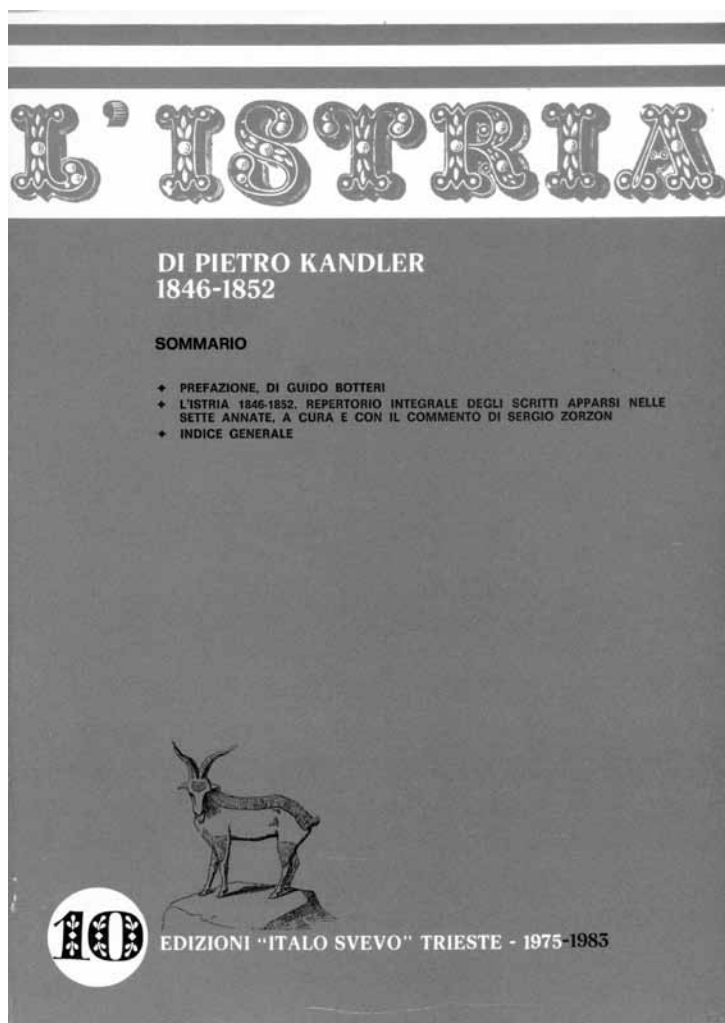 L'ISTRIA
DI PIETRO KANDLER
1846-1852
SOMMARIO
✦ PREFAZIONE, DI GUIDO BOTTERI
✦ L'ISTRIA 1846-1852. REPERTORIO INTEGRALE DEGLI SCRITTI APPARSI NELLE
SETTE ANNATE, A CURA E CON IL COMMENTO DI SERGIO ZORZON
✦ INDICE GENERALE
10
EDIZIONI "ITALO SVEVO" TRIESTE - 1975-1983